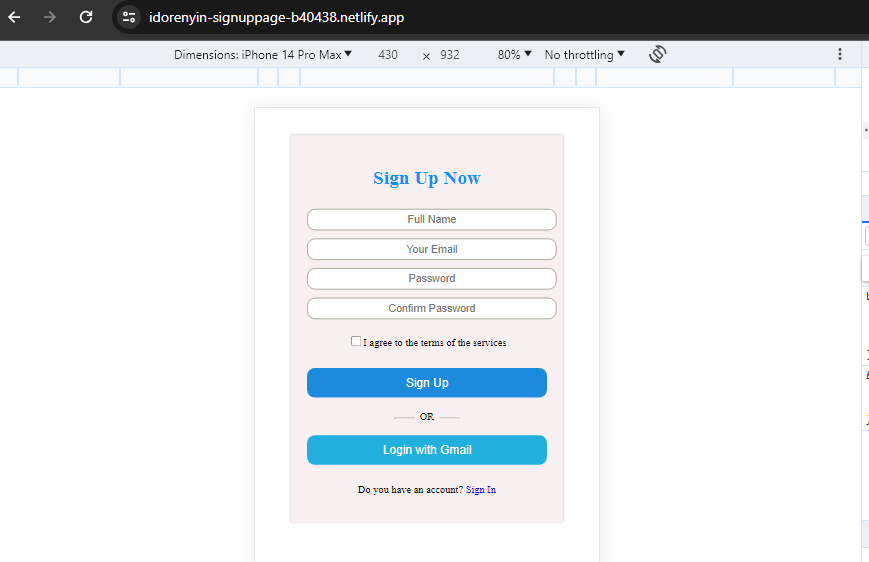 idorenyin-signuppage-b40438.netlify.app
Dimensions: iPhone 14 Pro Max ▼ 430 × 932 80% ▼ No throttling ▼
Sign Up Now
Full Name
Your Email
Password
Confirm Password
I agree to the terms of the services
Sign Up
OR
Login with Gmail
Do you have an account? Sign In